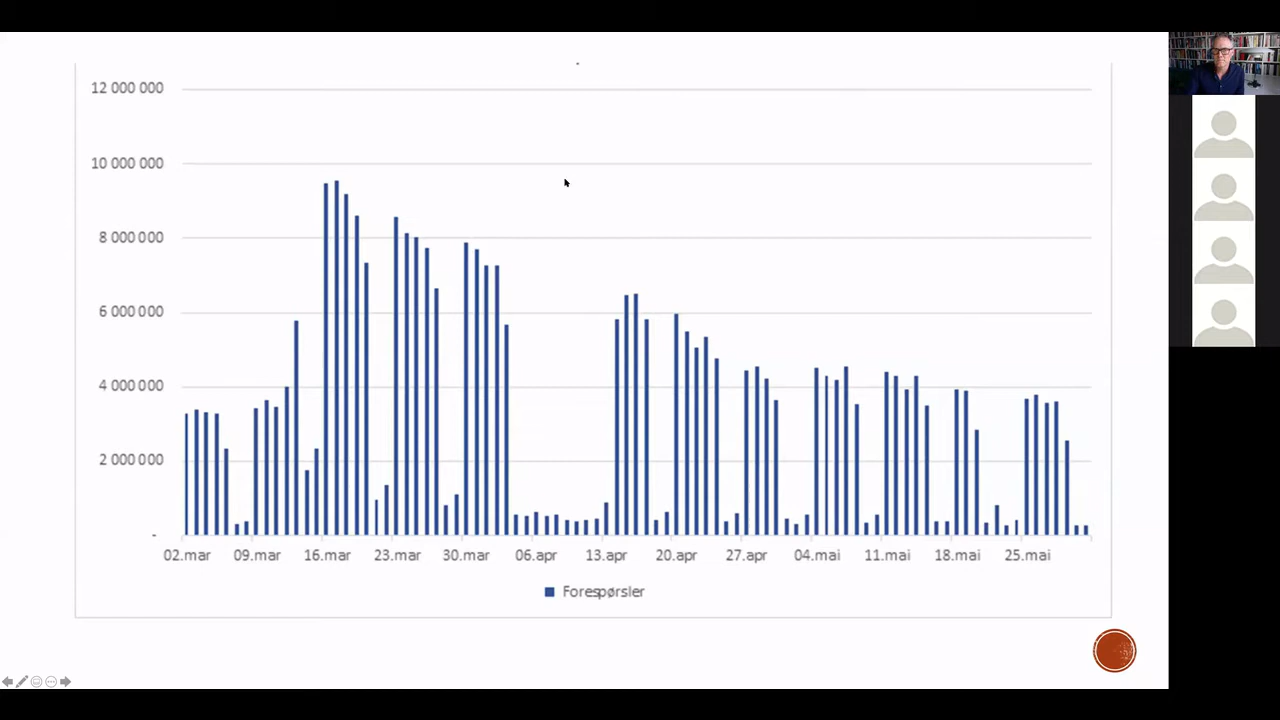 12 000 000
10 000 000
8 000 000
6 000 000
4 000 000
2 000 000
-
02.mar 09.mar 16.mar 23.mar 30.mar 06.apr 13.apr 20.apr 27.apr 04.mai 11.mai 18.mai 25.mai
Forespørsler